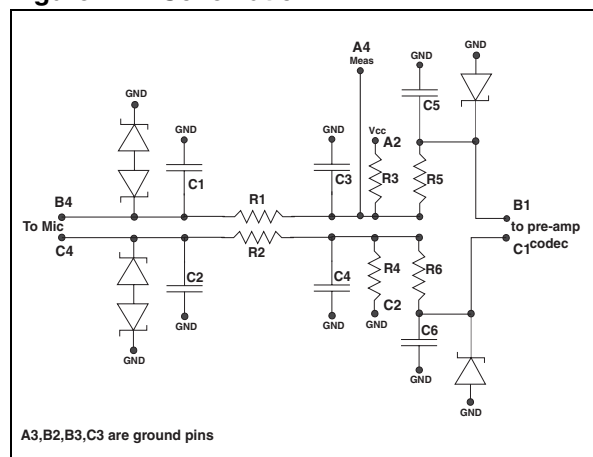 A4
Meas
GND
GND
C5
GND
GND
GND
Vcc
A2
C1
C3
R3
R5
B4
R1
B1
To Mic
to pre-amp
codec
C4
R2
C1
C2
C4
R4
R6
C2
GND
GND
GND
C6
GND
GND
GND
A3,B2,B3,C3 are ground pins